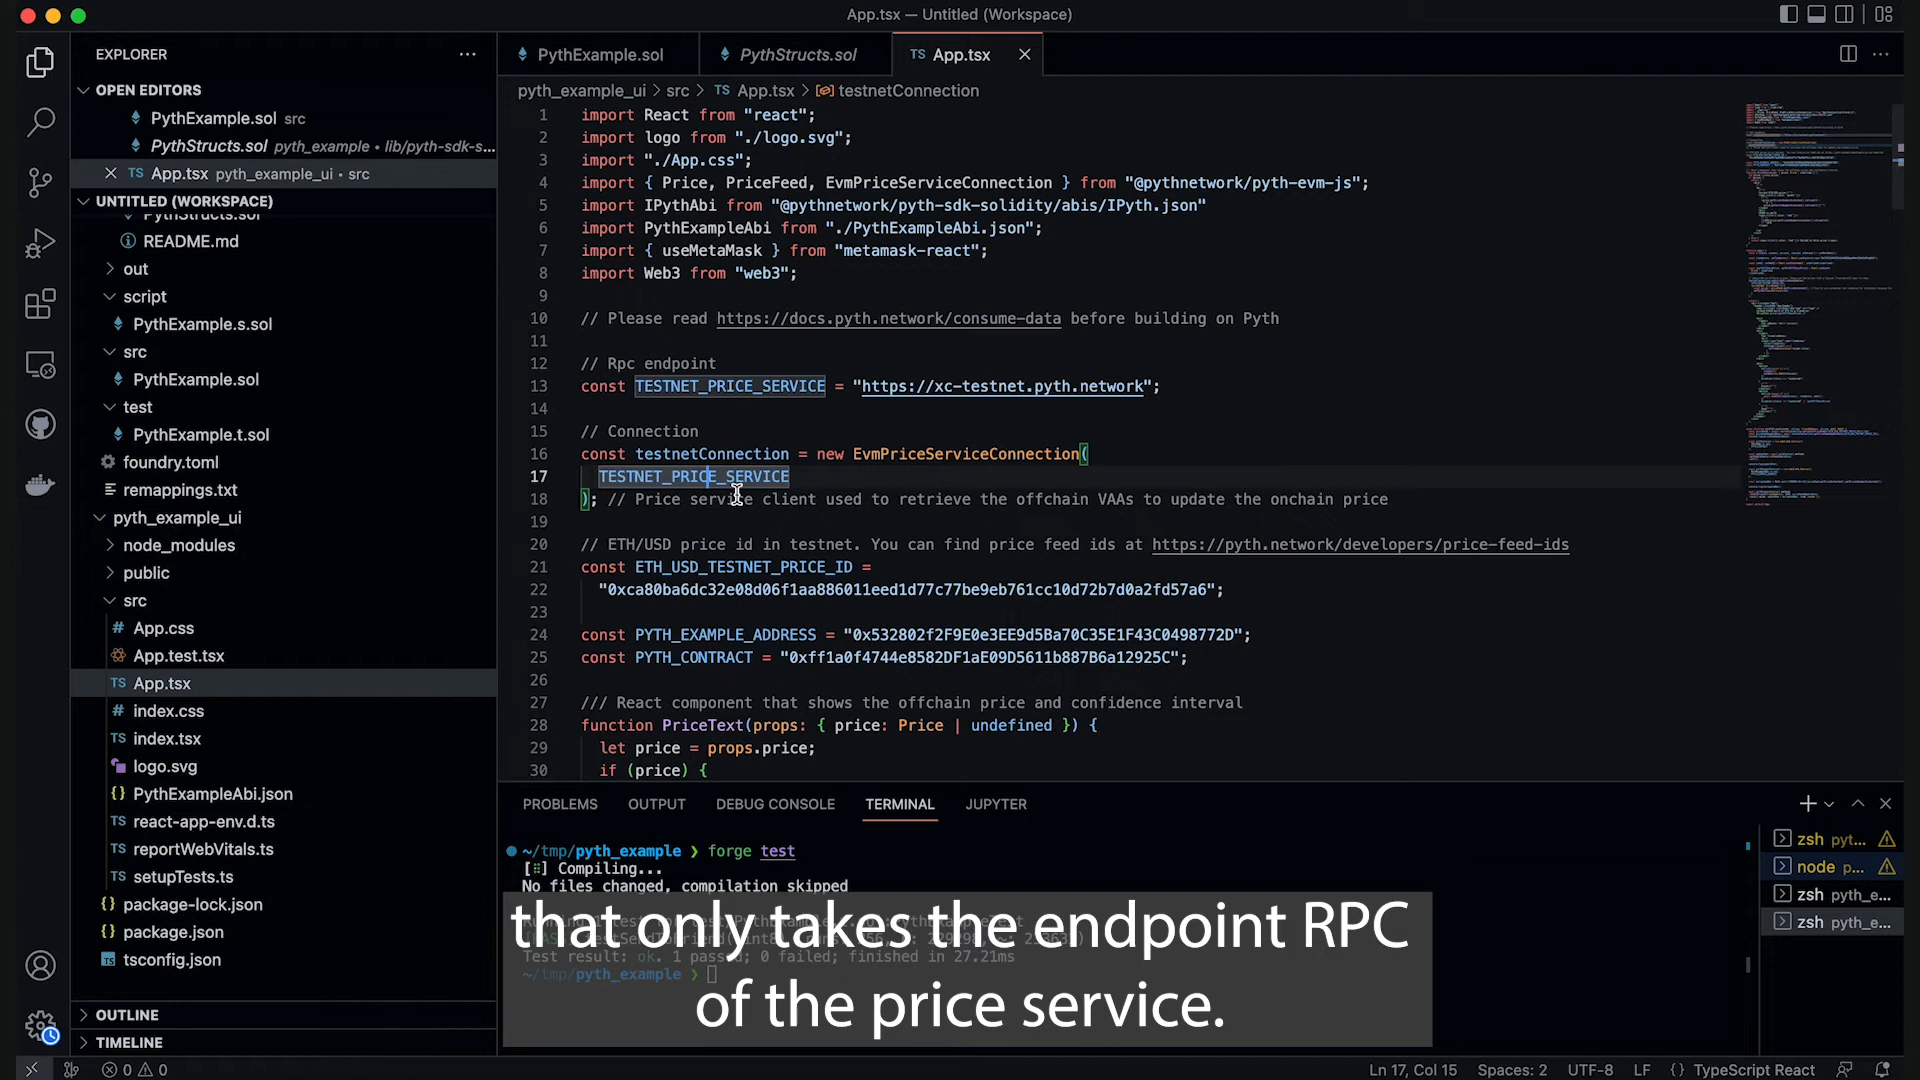 App.tsx — Untitled (Workspace)
EXPLORER
OPEN EDITORS
PythExample.sol src
PythStructs.sol pyth_example • lib/pyth-sdk-s...
App.tsx pyth_example_ui • src
UNTITLED (WORKSPACE)
PythStructs.sol
README.md
out
script
PythExample.s.sol
src
PythExample.sol
test
PythExample.t.sol
foundry.toml
remappings.txt
pyth_example_ui
node_modules
public
src
App.css
App.test.tsx
App.tsx
index.css
index.tsx
logo.svg
PythExampleAbi.json
react-app-env.d.ts
reportWebVitals.ts
setupTests.ts
package-lock.json
package.json
tsconfig.json
OUTLINE
TIMELINE
PythExample.sol PythStructs.sol TS App.tsx
pyth_example_ui > src > TS App.tsx > testnetConnection
1 import React from "react";
2 import logo from "./logo.svg";
3 import "./App.css";
4 import { Price, PriceFeed, EvmPriceServiceConnection } from "@pythnetwork/pyth-evm-js";
5 import IPythAbi from "@pythnetwork/pyth-sdk-solidity/abis/IPyth.json"
6 import PythExampleAbi from "./PythExampleAbi.json";
7 import { useMetaMask } from "metamask-react";
8 import Web3 from "web3";
9
10 // Please read https://docs.pyth.network/consume-data before building on Pyth
11
12 // Rpc endpoint
13 const TESTNET_PRICE_SERVICE = "https://xc-testnet.pyth.network";
14
15 // Connection
16 const testnetConnection = new EvmPriceServiceConnection(
17 TESTNET_PRICE_SERVICE
18 ); // Price service client used to retrieve the offchain VAAs to update the onchain price
19
20 // ETH/USD price id in testnet. You can find price feed ids at https://pyth.network/developers/price-feed-ids
21 const ETH_USD_TESTNET_PRICE_ID =
22 "0xca80ba6dc32e08d06f1aa886011eed1d77c77be9eb761cc10d72b7d0a2fd57a6";
23
24 const PYTH_EXAMPLE_ADDRESS = "0x532802f2F9E0e3EE9d5Ba70C35E1F43C0498772D";
25 const PYTH_CONTRACT = "0xff1a0f4744e8582DF1aE09D5611b887B6a12925C";
26
27 /// React component that shows the offchain price and confidence interval
28 function PriceText(props: { price: Price | undefined }) {
29 let price = props.price;
30 if (price) {
PROBLEMS OUTPUT DEBUG CONSOLE TERMINAL JUPYTER
~/tmp/pyth_example ❯ forge test
[⠿] Compiling...
No files changed, compilation skipped
Test result: ok. 1 passed; 0 failed; finished in 27.21ms
~/tmp/pyth_example ❯
zsh pyt...
node p...
zsh pyth_e...
zsh pyth_e...
that only takes the endpoint RPC
of the price service.
0 0 Ln 17, Col 15 Spaces: 2 UTF-8 LF {} TypeScript React